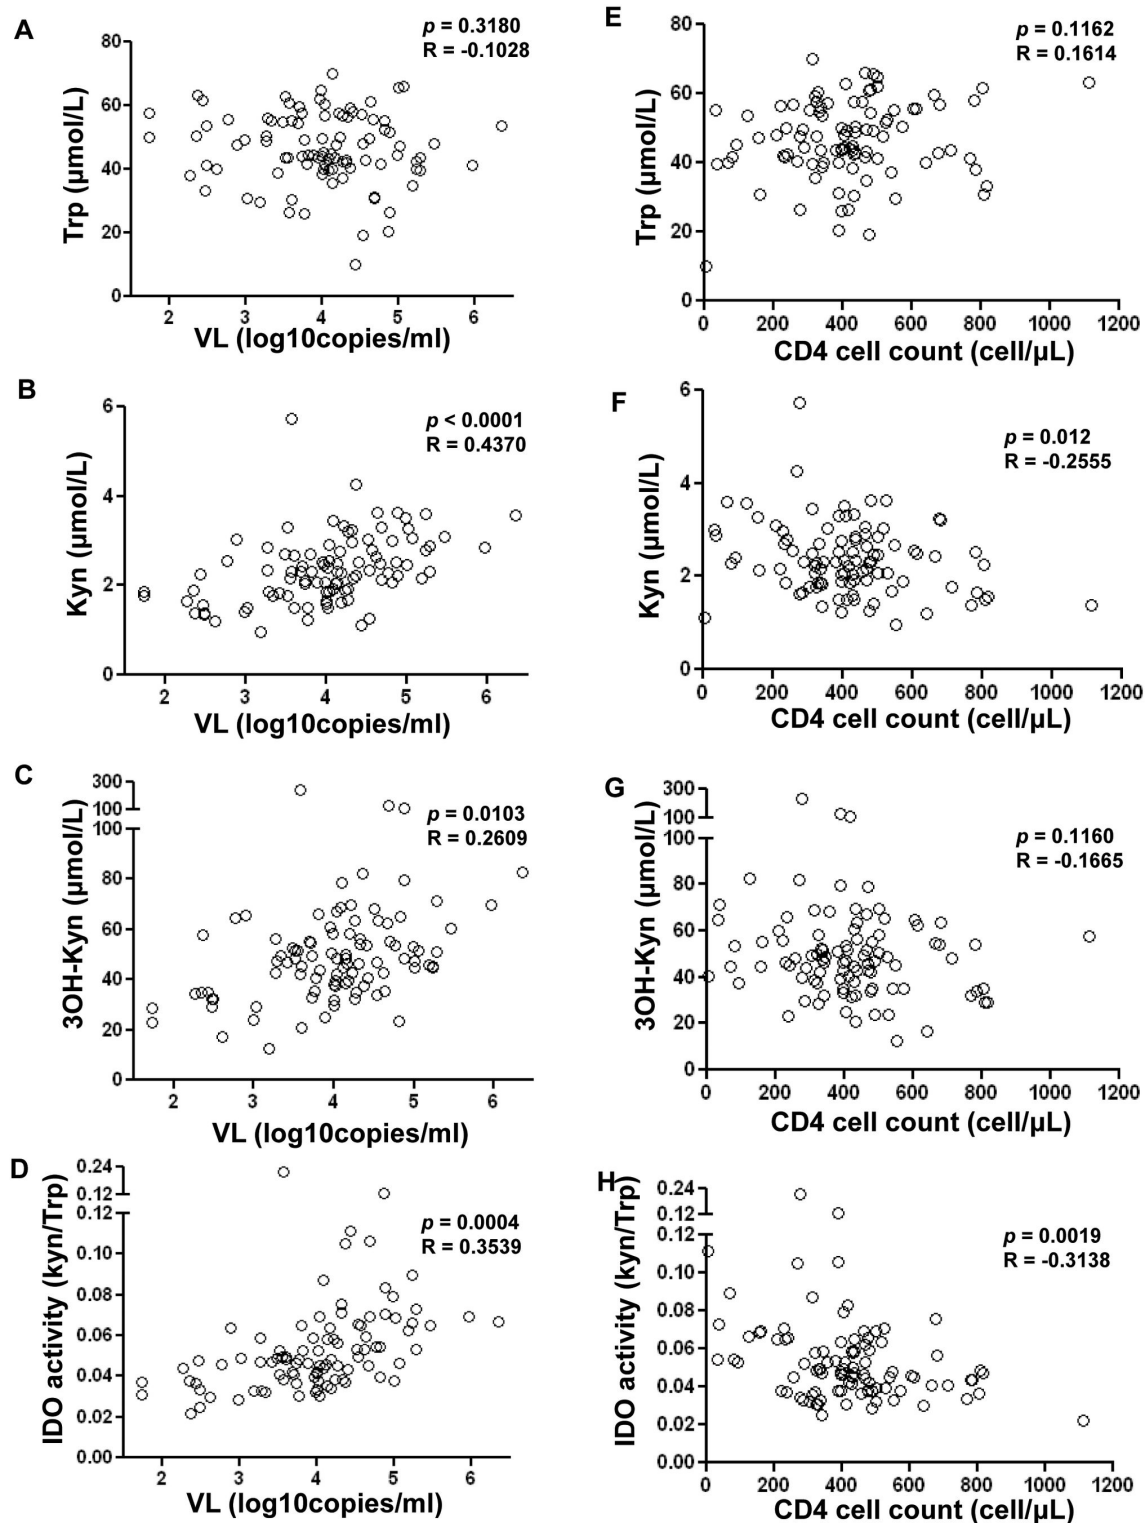 A
p = 0.3180
R = -0.1028
80
60
40
20
0
Trp (µmol/L)
2 3 4 5 6
VL (log10copies/ml)
E
p = 0.1162
R = 0.1614
80
60
40
20
0
Trp (µmol/L)
0 200 400 600 800 1000 1200
CD4 cell count (cell/µL)
B
p < 0.0001
R = 0.4370
6
4
2
0
Kyn (µmol/L)
2 3 4 5 6
VL (log10copies/ml)
F
p = 0.012
R = -0.2555
6
4
2
0
Kyn (µmol/L)
0 200 400 600 800 1000 1200
CD4 cell count (cell/µL)
C
p = 0.0103
R = 0.2609
300
100
100
80
60
40
20
0
3OH-Kyn (µmol/L)
2 3 4 5 6
VL (log10copies/ml)
G
p = 0.1160
R = -0.1665
300
100
100
80
60
40
20
0
3OH-Kyn (µmol/L)
0 200 400 600 800 1000 1200
CD4 cell count (cell/µL)
D
p = 0.0004
R = 0.3539
0.24
0.12
0.12
0.10
0.08
0.06
0.04
0.02
0.00
IDO activity (kyn/Trp)
2 3 4 5 6
VL (log10copies/ml)
H
p = 0.0019
R = -0.3138
0.24
0.12
0.12
0.10
0.08
0.06
0.04
0.02
0.00
IDO activity (kyn/Trp)
0 200 400 600 800 1000 1200
CD4 cell count (cell/µL)